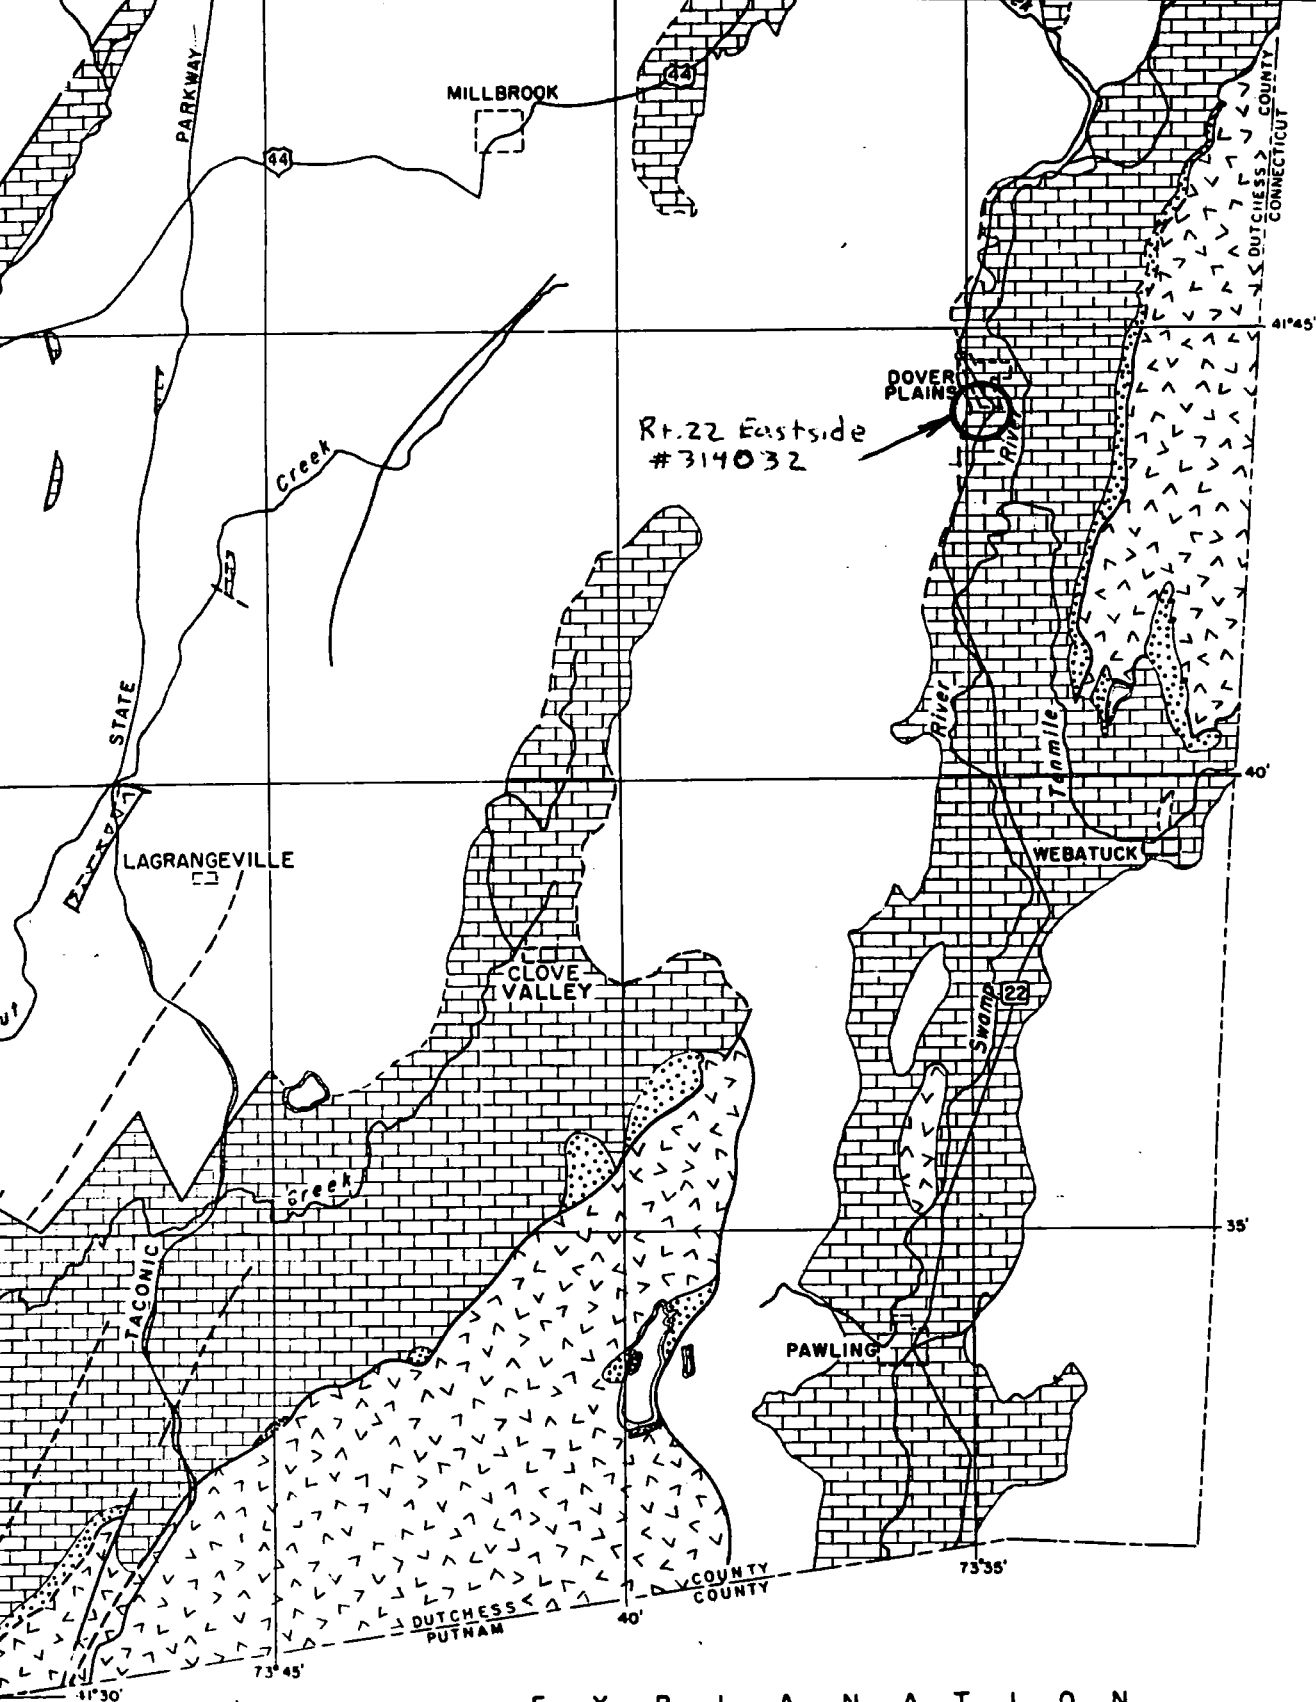 44
MILLBROOK
PARKWAY
44
COUNTY
DUTCHESS
CONNECTICUT
41°45'
DOVER
PLAINS
Rt.22 Eastside
#314032
River
Creek
STATE
River
Tenmile
40'
WEBATUCK
LAGRANGEVILLE
CLOVE
VALLEY
22
Swamp
Creek
35'
TACONIC
PAWLING
73°35'
COUNTY
COUNTY
DUTCHESS
PUTNAM
40'
73°45'
41°30'
EXPLANATION